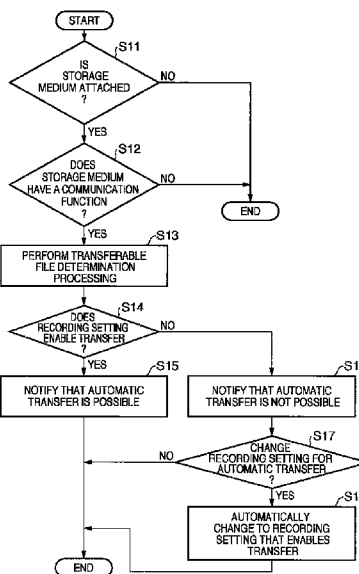 START
S11
IS
STORAGE
MEDIUM ATTACHED
?
NO
YES
S12
DOES
STORAGE MEDIUM
HAVE A COMMUNICATION
FUNCTION
?
NO
YES
END
S13
PERFORM TRANSFERABLE
FILE DETERMINATION
PROCESSING
S14
DOES
RECORDING SETTING
ENABLE TRANSFER
?
NO
YES
S15
NOTIFY THAT AUTOMATIC
TRANSFER IS POSSIBLE
S1
NOTIFY THAT AUTOMATIC
TRANSFER IS NOT POSSIBLE
S17
CHANGE
RECORDING SETTING FOR
AUTOMATIC TRANSFER
?
NO
YES
S1
AUTOMATICALLY
CHANGE TO RECORDING
SETTING THAT ENABLES
TRANSFER
END